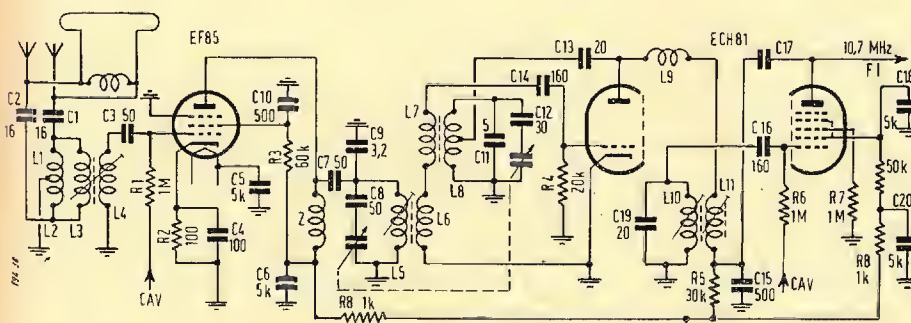 EF85
ECH81
10,7 MHz
FI
C2
16
C1
16
C3 50
L1
L2
L3
L4
R1
1M
CAV
R2
100
C4
100
C5
5k
C10
500
R3
60k
C6
5k
C7 50
Z
C9
3,2
C8
50
L5
L6
L7
L8
C14
160
C13
20
5
C11
C12
30
R4
20k
L9
C19
20
L10
L11
C16
160
C17
R5
30k
C15
500
R6
1M
CAV
R7
1M
C18
5k
50k
C20
5k
R8
1k
R8 1k